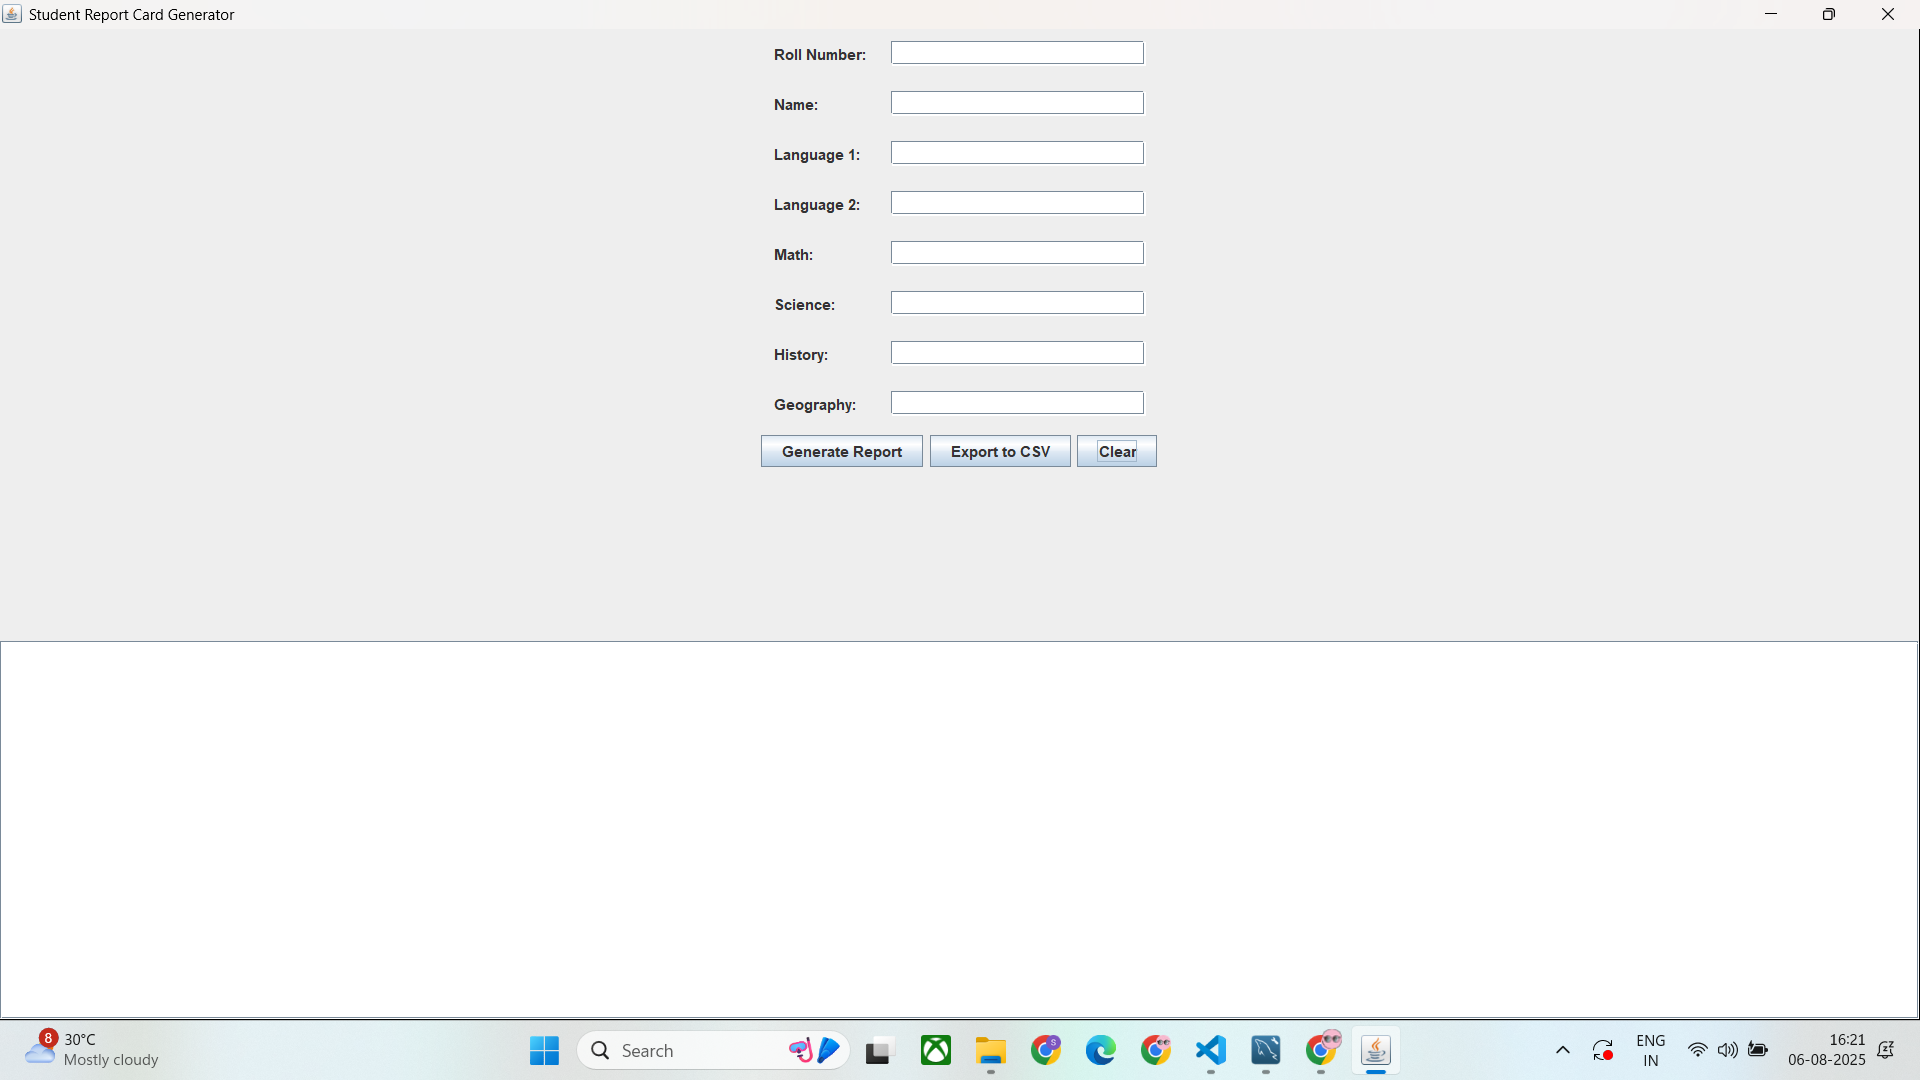 Student Report Card Generator
Roll Number:
Name:
Language 1:
Language 2:
Math:
Science:
History:
Geography:
Generate Report Export to CSV Clear
8 30°C
Mostly cloudy
Search
S
ENG
IN
16:21
06-08-2025